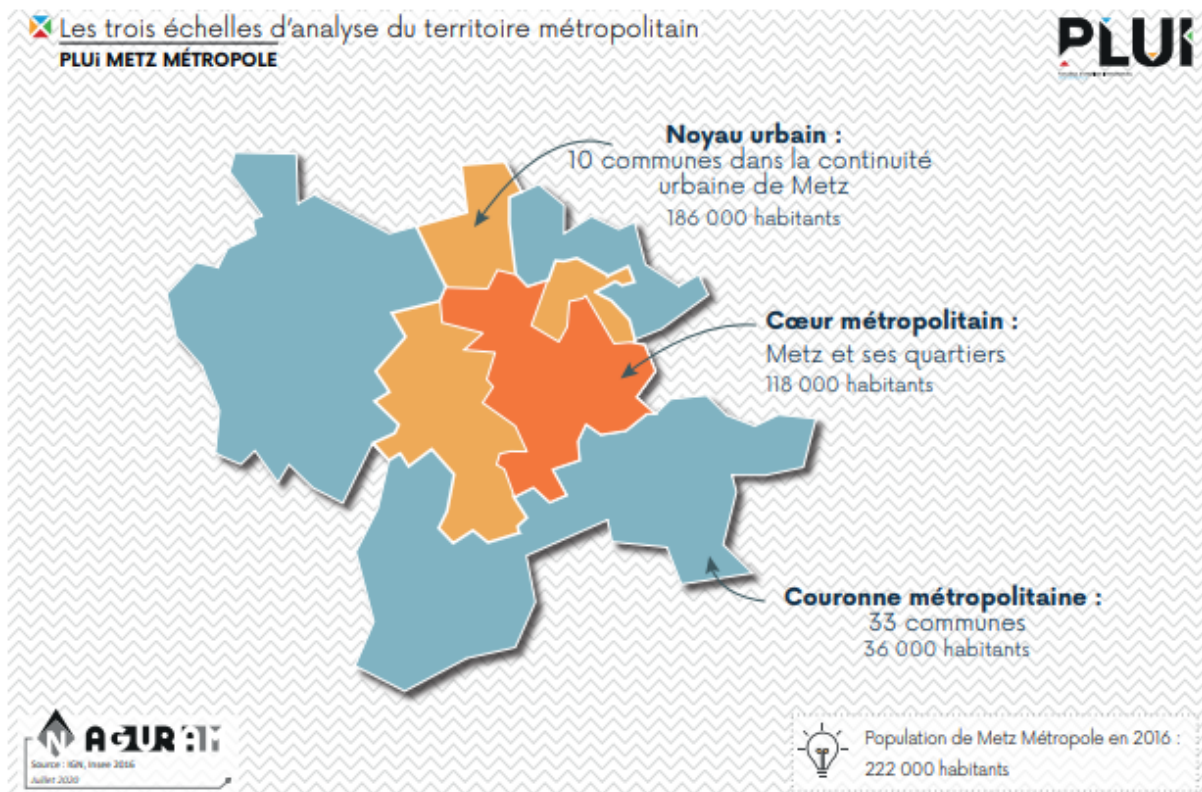 Les trois échelles d'analyse du territoire métropolitain
PLUi METZ MÉTROPOLE
PLUi
Noyau urbain :
10 communes dans la continuité
urbaine de Metz
186 000 habitants
Cœur métropolitain :
Metz et ses quartiers
118 000 habitants
Couronne métropolitaine :
33 communes
36 000 habitants
N AGURAM
Source : IGN, Insee 2016
Juillet 2020
Population de Metz Métropole en 2016 :
222 000 habitants